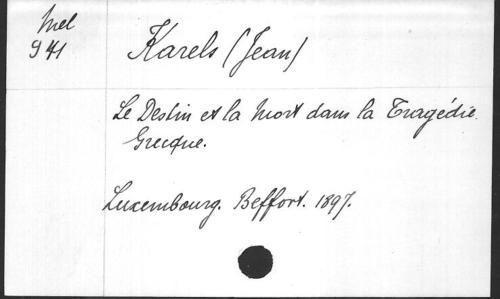 Mel
941
Karels (Jean)
Le Destin et la Mort dans la Tragédie
Grecque.
Luxembourg. Beffort. 1897.